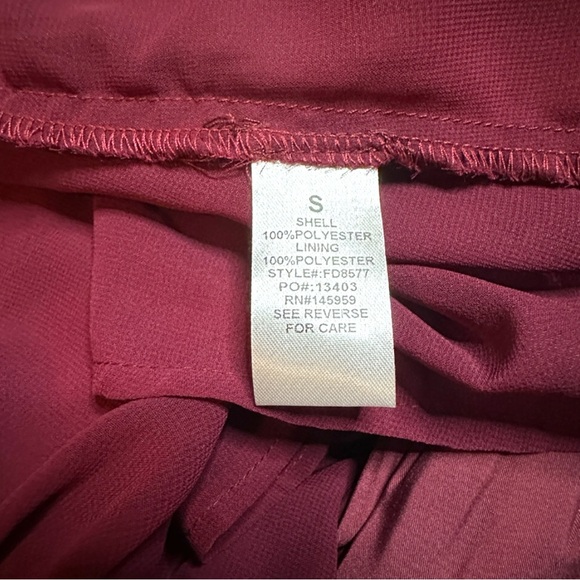 S
SHELL
100%POLYESTER
LINING
100%POLYESTER
STYLE#:FD8577
PO#:13403
RN#145959
SEE REVERSE
FOR CARE